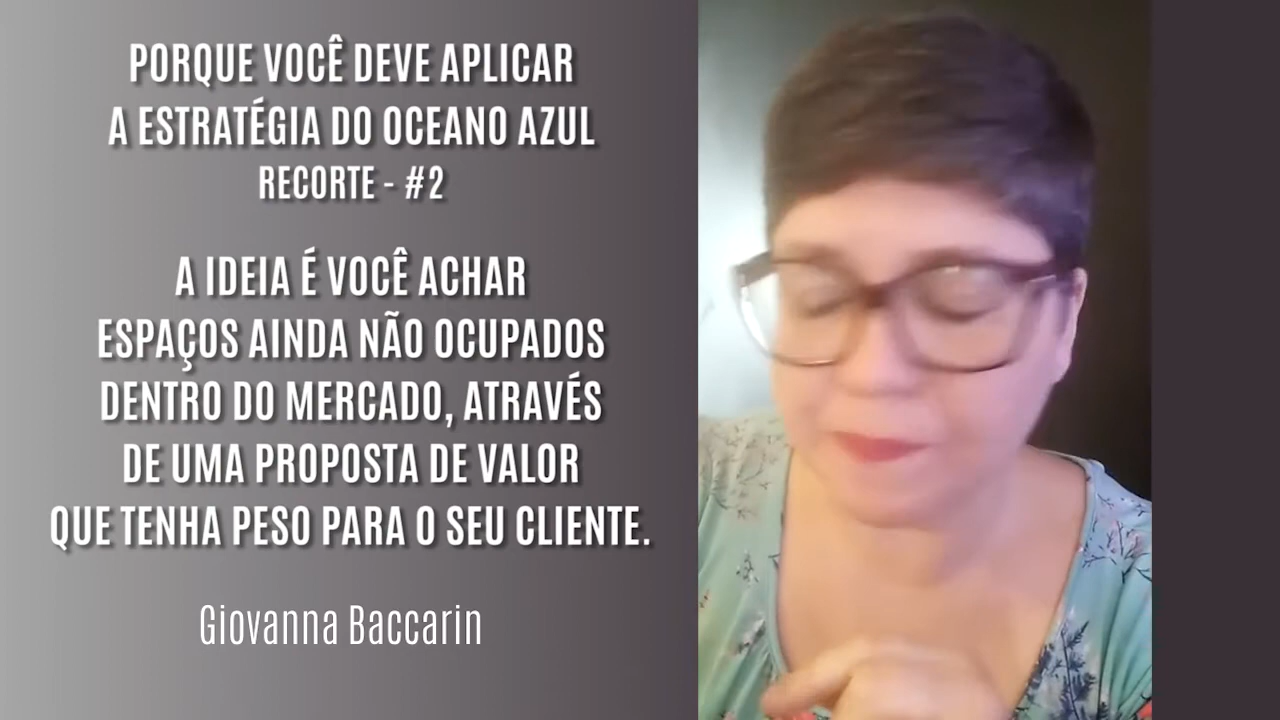 PORQUE VOCÊ DEVE APLICAR
A ESTRATÉGIA DO OCEANO AZUL
RECORTE - #2
A IDEIA É VOCÊ ACHAR
ESPAÇOS AINDA NÃO OCUPADOS
DENTRO DO MERCADO, ATRAVÉS
DE UMA PROPOSTA DE VALOR
QUE TENHA PESO PARA O SEU CLIENTE.
Giovanna Baccarin